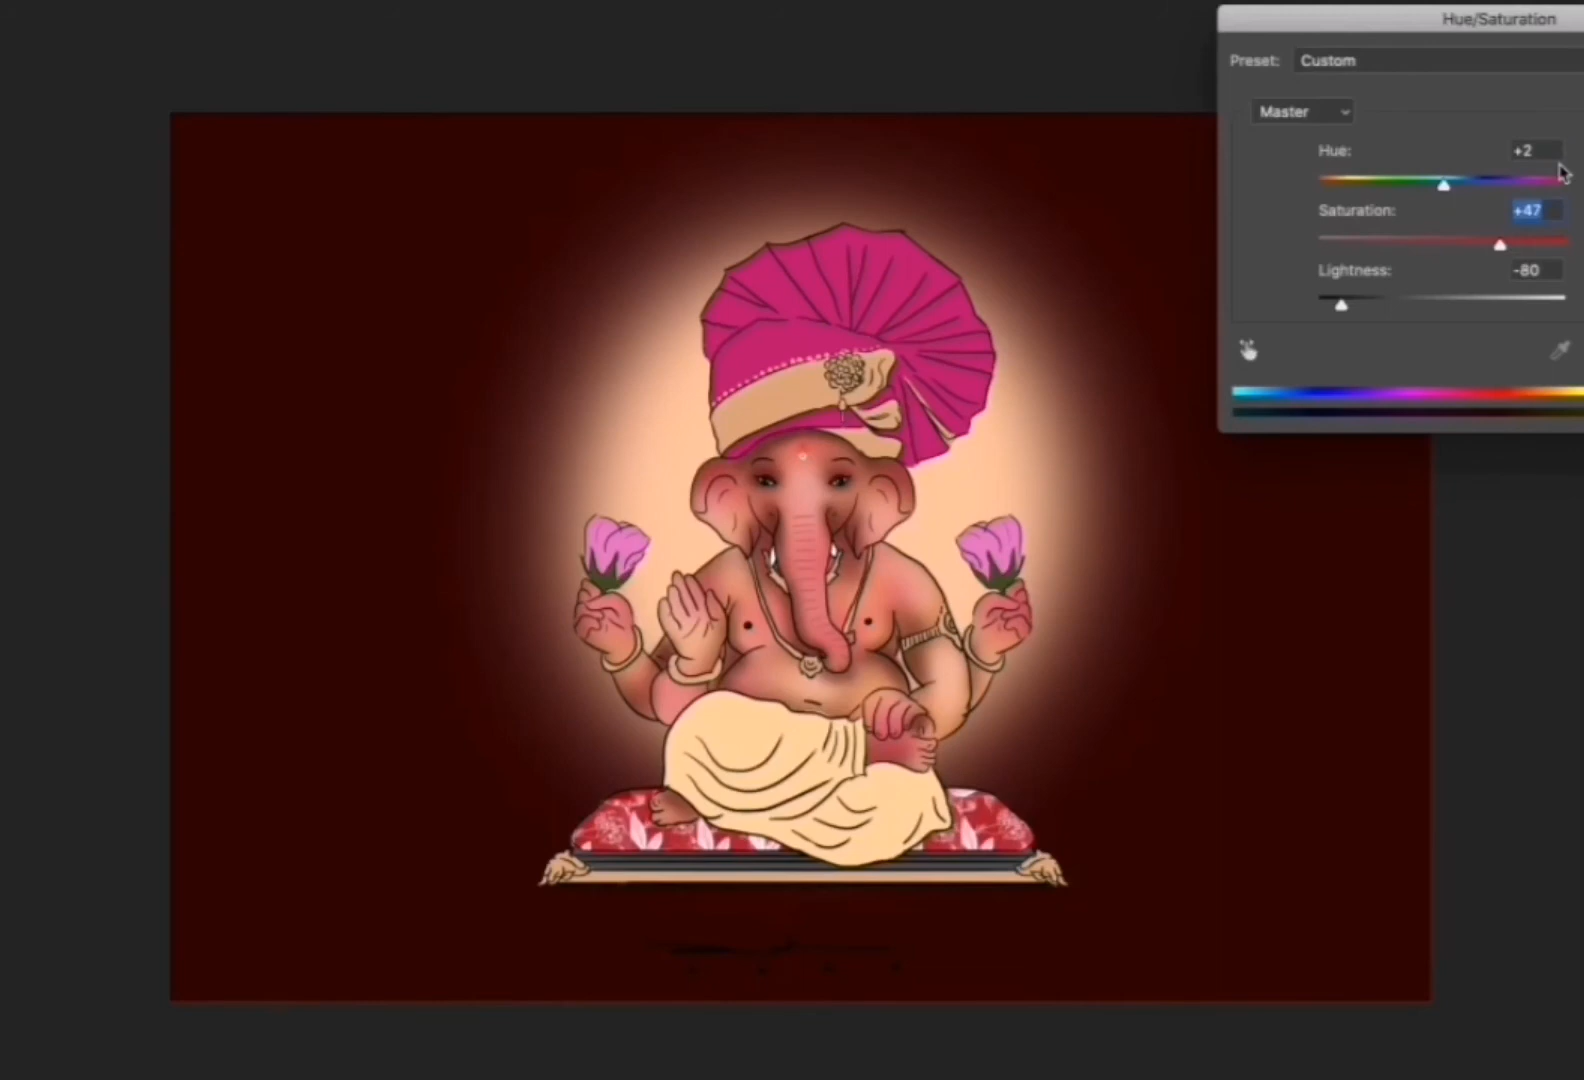 Hue/Saturation
Preset: Custom
Master
Hue: +2
Saturation: +47
Lightness: -80